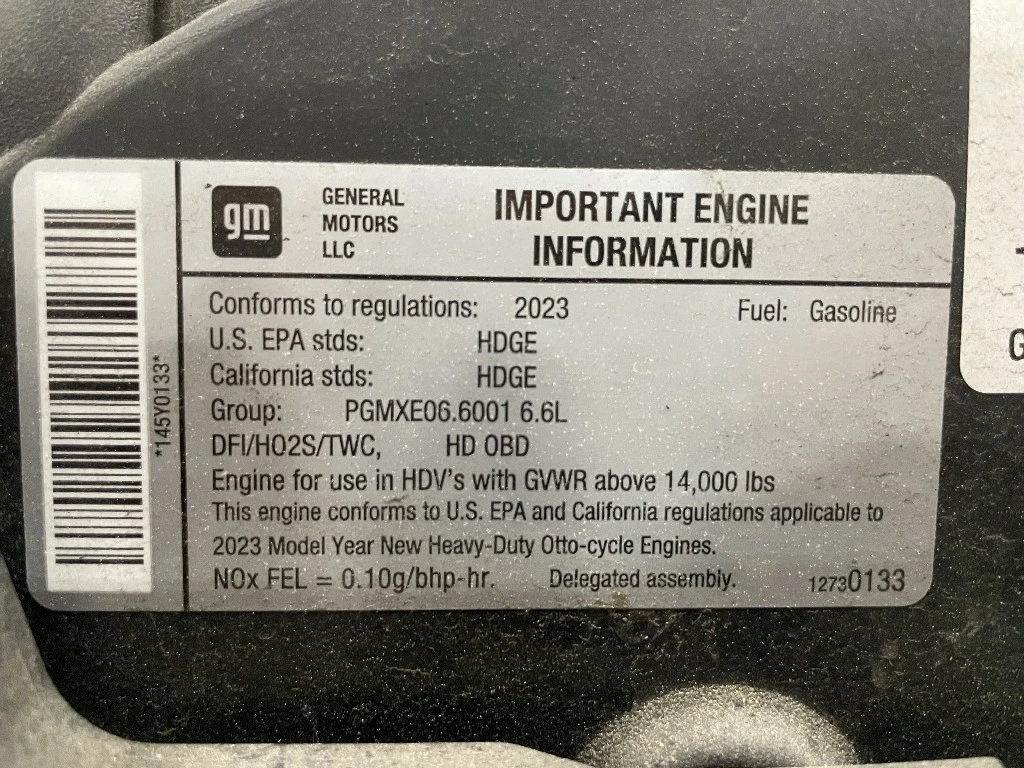 gm
GENERAL
MOTORS
LLC
IMPORTANT ENGINE
INFORMATION
*145Y0133*
Conforms to regulations: 2023 Fuel: Gasoline
U.S. EPA stds: HDGE
California stds: HDGE
Group: PGMXE06.6001 6.6L
DFI/HO2S/TWC, HD OBD
Engine for use in HDV's with GVWR above 14,000 lbs
This engine conforms to U.S. EPA and California regulations applicable to
2023 Model Year New Heavy-Duty Otto-cycle Engines.
NOx FEL = 0.10g/bhp-hr. Delegated assembly. 12730133